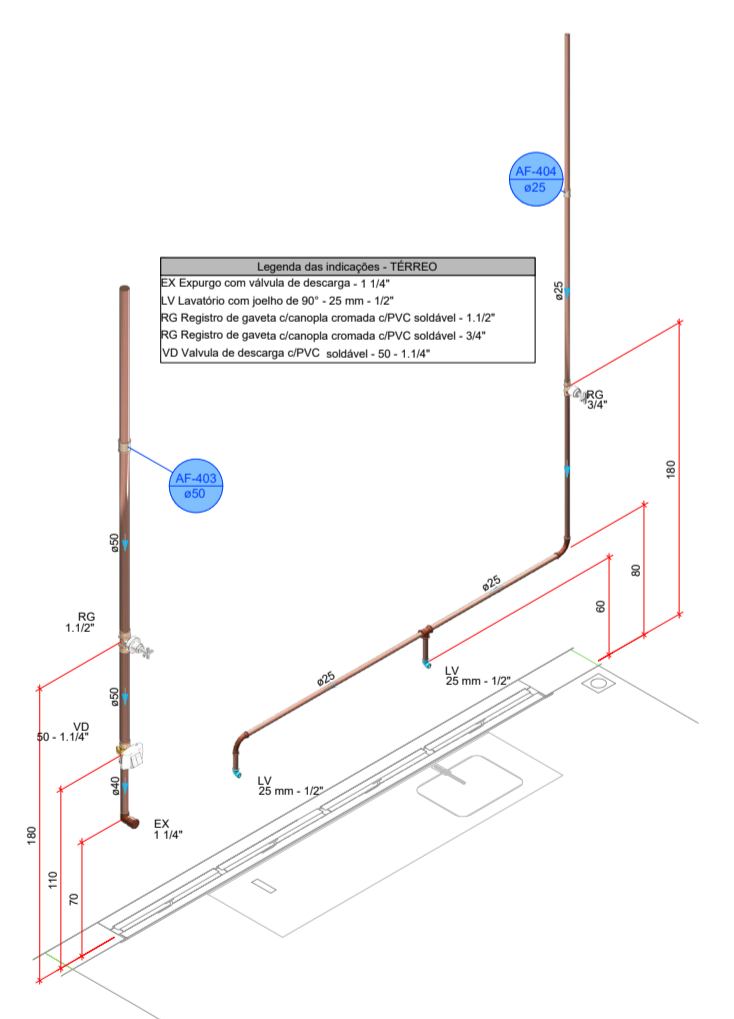 AF-404
ø25
Legenda das indicações - TÉRREO
EX Expurgo com válvula de descarga - 1 1/4"
LV Lavatório com joelho de 90° - 25 mm - 1/2"
RG Registro de gaveta c/canopla cromada c/PVC soldável - 1.1/2"
RG Registro de gaveta c/canopla cromada c/PVC soldável - 3/4"
VD Valvula de descarga c/PVC soldável - 50 - 1.1/4"
ø25
RG
3/4"
180
AF-403
ø50
ø50
80
ø25
60
RG
1.1/2"
LV
25 mm - 1/2"
ø25
ø50
VD
50 - 1.1/4"
LV
25 mm - 1/2"
ø40
EX
1 1/4"
180
110
70